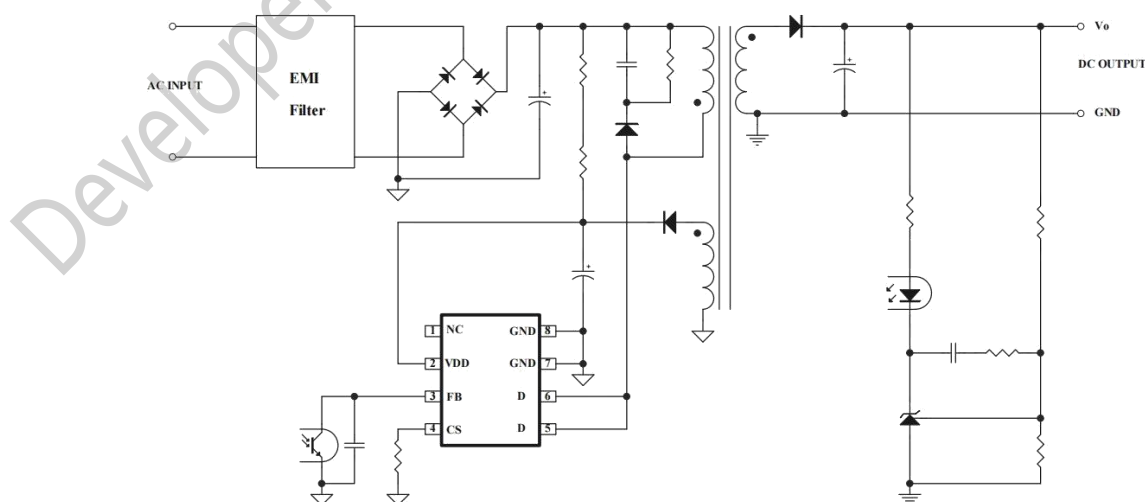 Developer
AC INPUT
EMI
Filter
Vo
DC OUTPUT
GND
1 NC
2 VDD
3 FB
4 CS
GND 8
GND 7
D 6
D 5
+
+
+
+